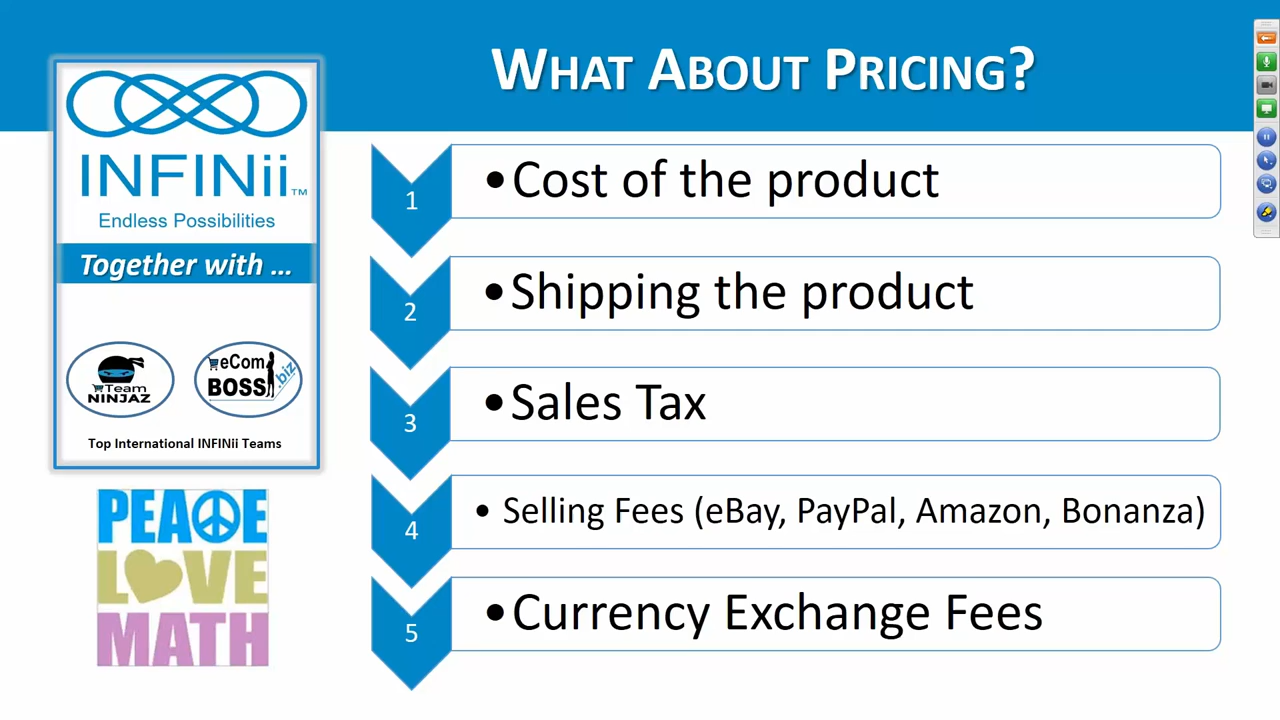 WHAT ABOUT PRICING?
INFINii™
Endless Possibilities
Together with ...
Team
NINJAZ
eCom
BOSS
.biz
Top International INFINii Teams
PEACE
LOVE
MATH
1
•Cost of the product
2
•Shipping the product
3
•Sales Tax
4
• Selling Fees (eBay, PayPal, Amazon, Bonanza)
5
•Currency Exchange Fees